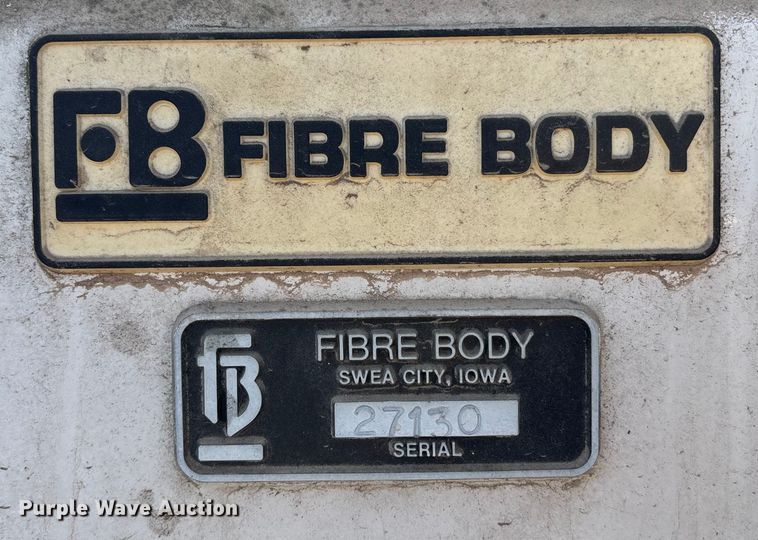 FB FIBRE BODY
fB
FIBRE BODY
SWEA CITY, IOWA
27130
SERIAL
Purple Wave Auction